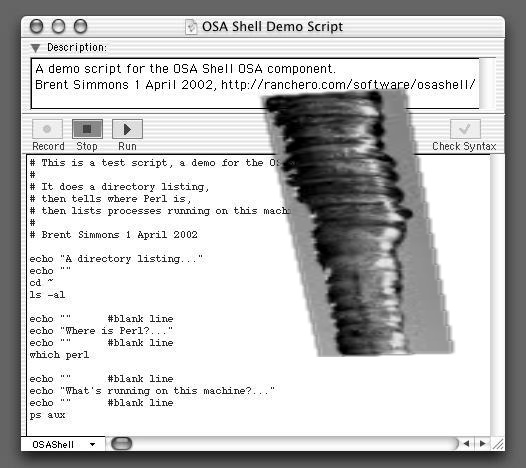 OSA Shell Demo Script
Description:
A demo script for the OSA Shell OSA component.
Brent Simmons 1 April 2002, http://ranchero.com/software/osashell/
Record Stop Run Check Syntax
# This is a test script, a demo for the
#
# It does a directory listing,
# then tells where Perl is,
# then lists processes running on this
#
# Brent Simmons 1 April 2002
echo "A directory listing..."
echo ""
cd ~
ls -al
echo "" #blank line
echo "Where is Perl?..."
echo "" #blank line
which perl
echo "" #blank line
echo "What's running on this machine?..."
echo "" #blank line
ps aux
OSAShell